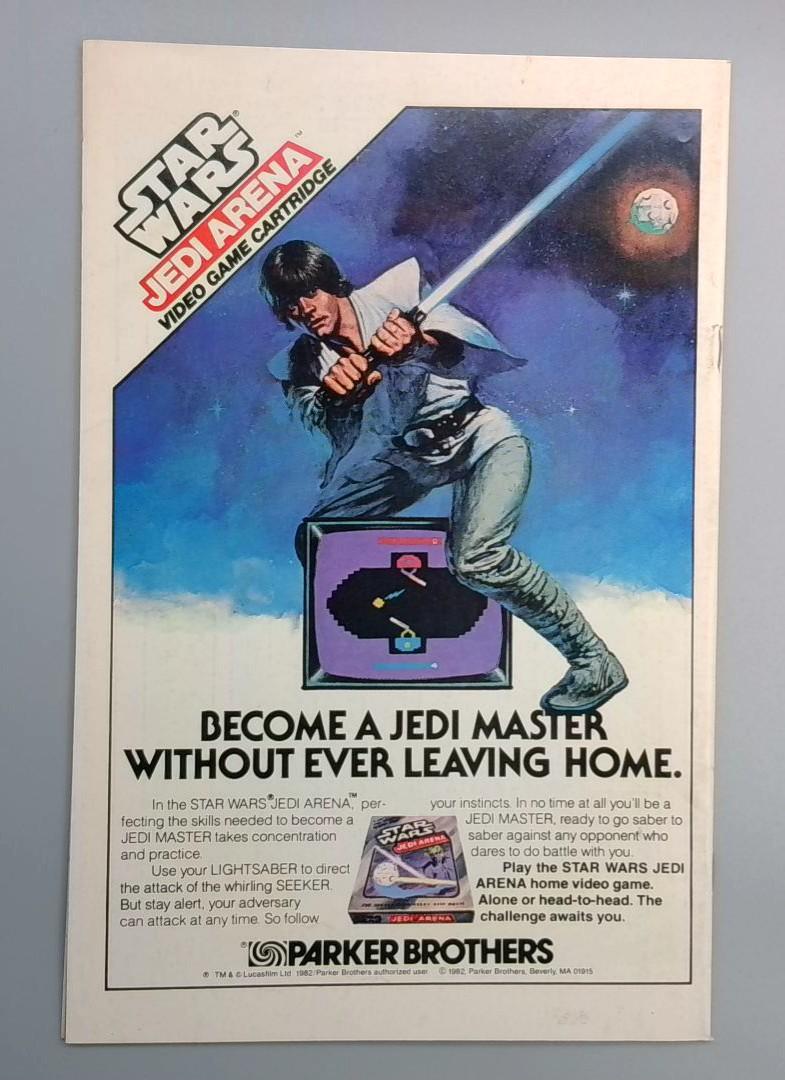 STAR WARS®
JEDI ARENA™
VIDEO GAME CARTRIDGE
BECOME A JEDI MASTER
WITHOUT EVER LEAVING HOME.
In the STAR WARS® JEDI ARENA,™ per-
fecting the skills needed to become a
JEDI MASTER takes concentration
and practice.
Use your LIGHTSABER to direct
the attack of the whirling SEEKER.
But stay alert, your adversary
can attack at any time. So follow
your instincts. In no time at all you'll be a
JEDI MASTER, ready to go saber to
saber against any opponent who
dares to do battle with you.
Play the STAR WARS JEDI
ARENA home video game.
Alone or head-to-head. The
challenge awaits you.
STAR
WARS
JEDI ARENA
JEDI ARENA
® PARKER BROTHERS
® TM & © Lucasfilm Ltd 1982/Parker Brothers authorized user © 1982, Parker Brothers, Beverly, MA 01915